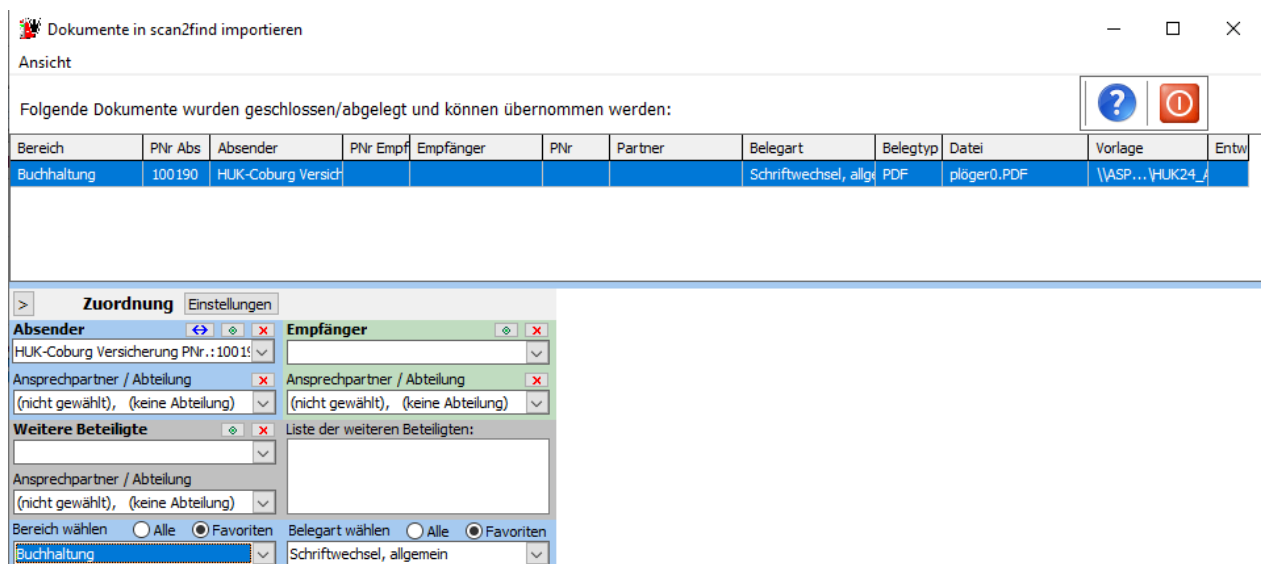 Dokumente in scan2find importieren
Ansicht
Folgende Dokumente wurden geschlossen/abgelegt und können übernommen werden:
Bereich PNr Abs Absender PNr Empf Empfänger PNr Partner Belegart Belegtyp Datei Vorlage Entw
Buchhaltung 100190 HUK-Coburg Versich Schriftwechsel, allge PDF plöger0.PDF \\ASP...\HUK24_A
> Zuordnung Einstellungen
Absender Empfänger
HUK-Coburg Versicherung PNr.:10019
Ansprechpartner / Abteilung Ansprechpartner / Abteilung
(nicht gewählt), (keine Abteilung) (nicht gewählt), (keine Abteilung)
Weitere Beteiligte Liste der weiteren Beteiligten:
Ansprechpartner / Abteilung
(nicht gewählt), (keine Abteilung)
Bereich wählen Alle Favoriten Belegart wählen Alle Favoriten
Buchhaltung Schriftwechsel, allgemein